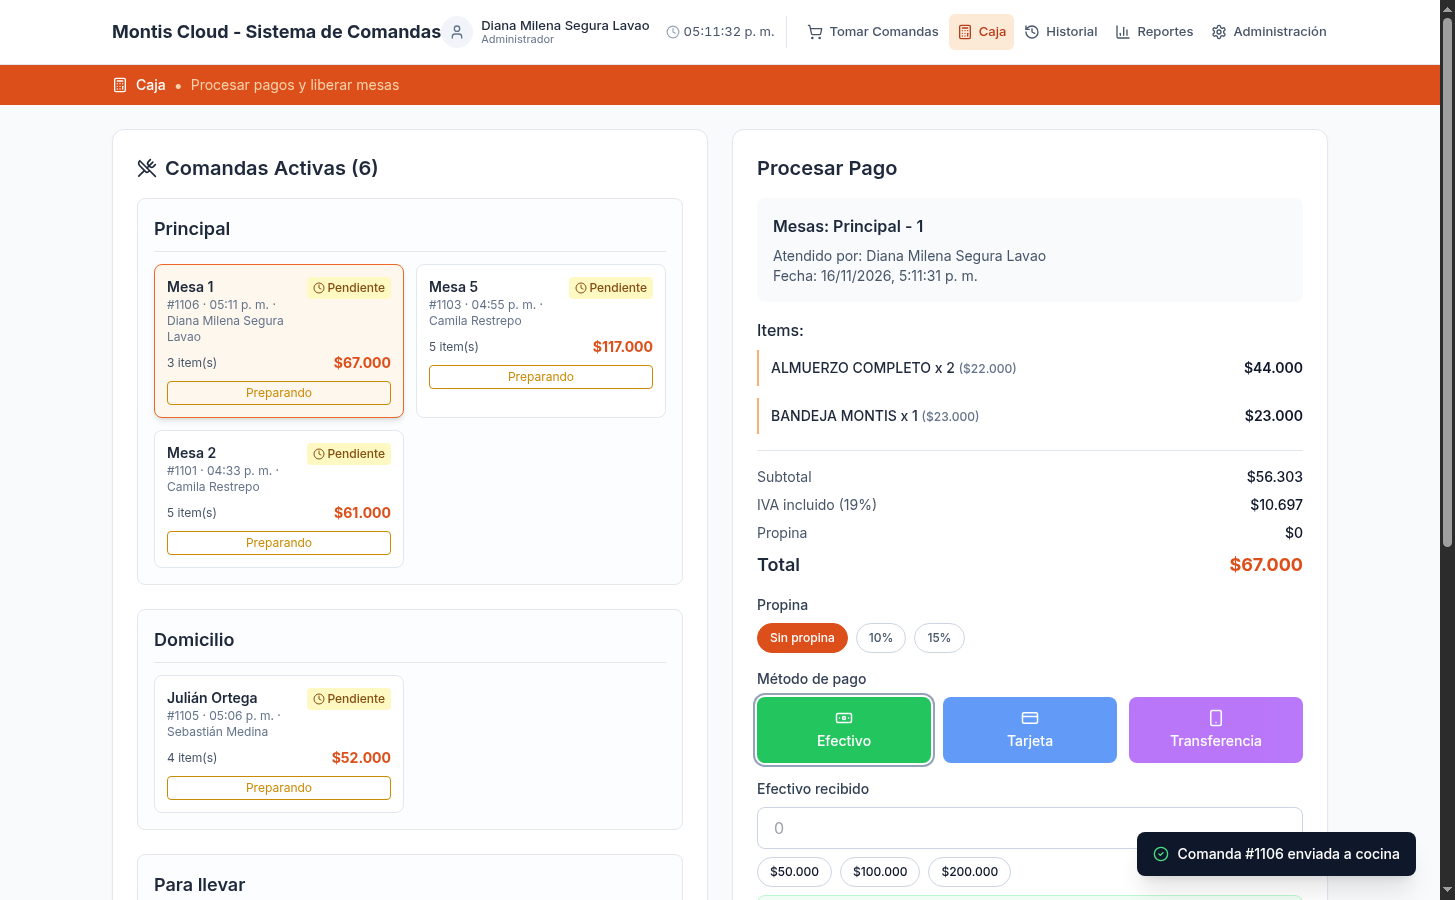 Montis Cloud - Sistema de Comandas
Diana Milena Segura Lavao
Administrador
05:11:32 p. m.
Tomar Comandas
Caja
Historial
Reportes
Administración
Caja • Procesar pagos y liberar mesas
Comandas Activas (6)
Principal
Mesa 1
Pendiente
#1106 · 05:11 p. m. ·
Diana Milena Segura
Lavao
3 item(s)
$67.000
Preparando
Mesa 5
Pendiente
#1103 · 04:55 p. m. ·
Camila Restrepo
5 item(s)
$117.000
Preparando
Mesa 2
Pendiente
#1101 · 04:33 p. m. ·
Camila Restrepo
5 item(s)
$61.000
Preparando
Domicilio
Julián Ortega
Pendiente
#1105 · 05:06 p. m. ·
Sebastián Medina
4 item(s)
$52.000
Preparando
Para llevar
Procesar Pago
Mesas: Principal - 1
Atendido por: Diana Milena Segura Lavao
Fecha: 16/11/2026, 5:11:31 p. m.
Items:
ALMUERZO COMPLETO x 2 ($22.000) $44.000
BANDEJA MONTIS x 1 ($23.000) $23.000
Subtotal $56.303
IVA incluido (19%) $10.697
Propina $0
Total $67.000
Propina
Sin propina 10% 15%
Método de pago
Efectivo Tarjeta Transferencia
Efectivo recibido
0
$50.000 $100.000 $200.000
Comanda #1106 enviada a cocina